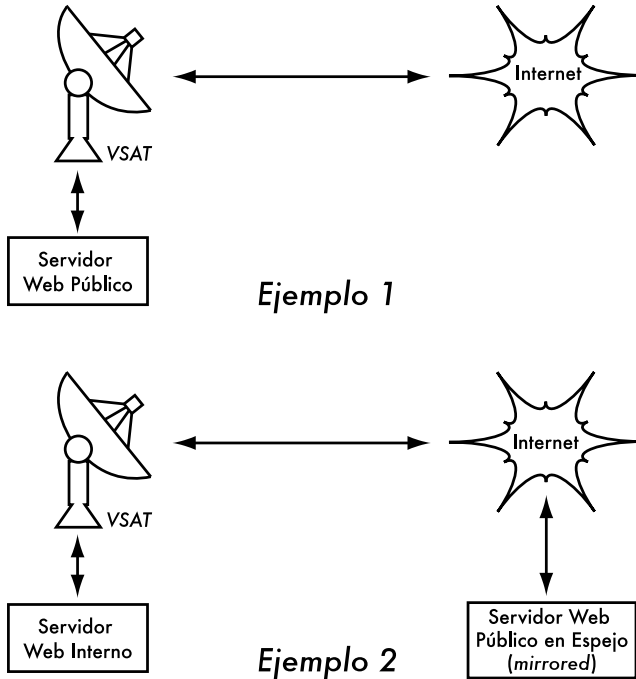 Internet
VSAT
Servidor
Web Público
Ejemplo 1
Internet
VSAT
Servidor
Web Interno
Servidor Web
Público en Espejo
(mirrored)
Ejemplo 2